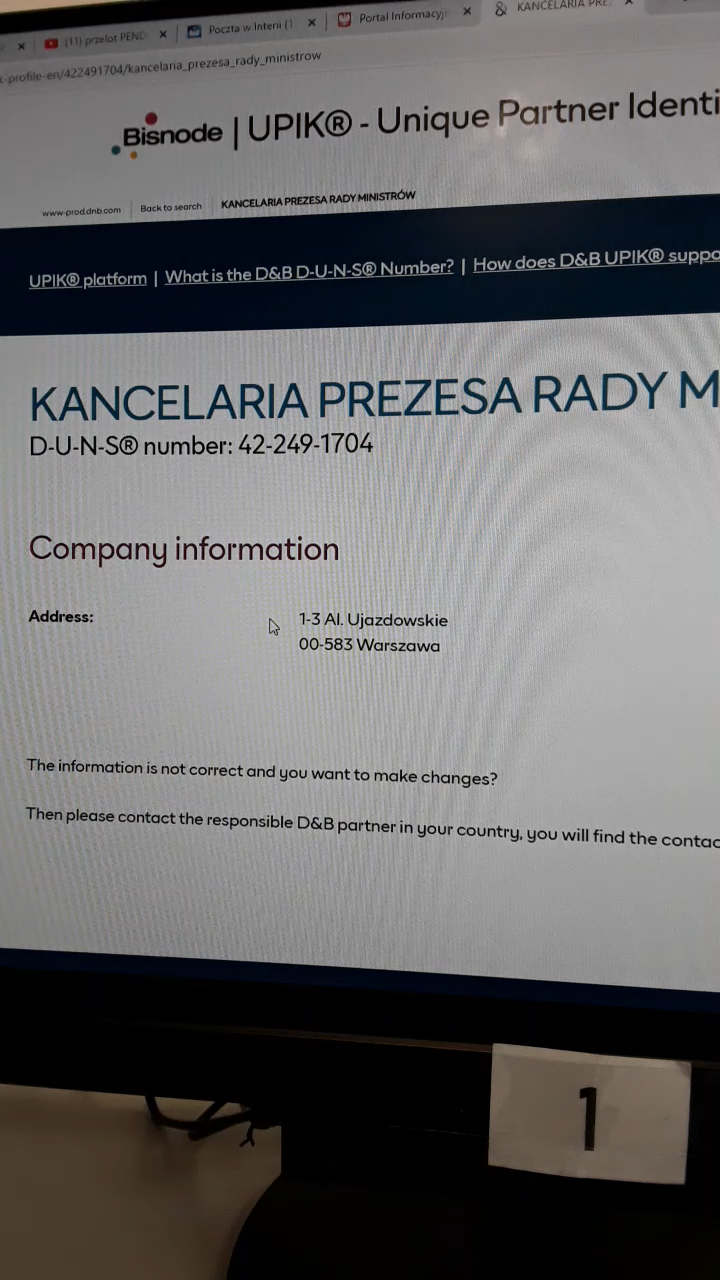 (11) przelot PEND
Poczta w Interii (1
Portal Informacyj
KANCELARIA PRE
-profile-en/422491704/kancelaria_prezesa_rady_ministrow
Bisnode | UPIK® - Unique Partner Identi
www-prod.dnb.com Back to search KANCELARIA PREZESA RADY MINISTRÓW
UPIK® platform | What is the D&B D-U-N-S® Number? | How does D&B UPIK® suppo
KANCELARIA PREZESA RADY M
D-U-N-S® number: 42-249-1704
Company information
Address:
1-3 Al. Ujazdowskie
00-583 Warszawa
The information is not correct and you want to make changes?
Then please contact the responsible D&B partner in your country, you will find the contac
1